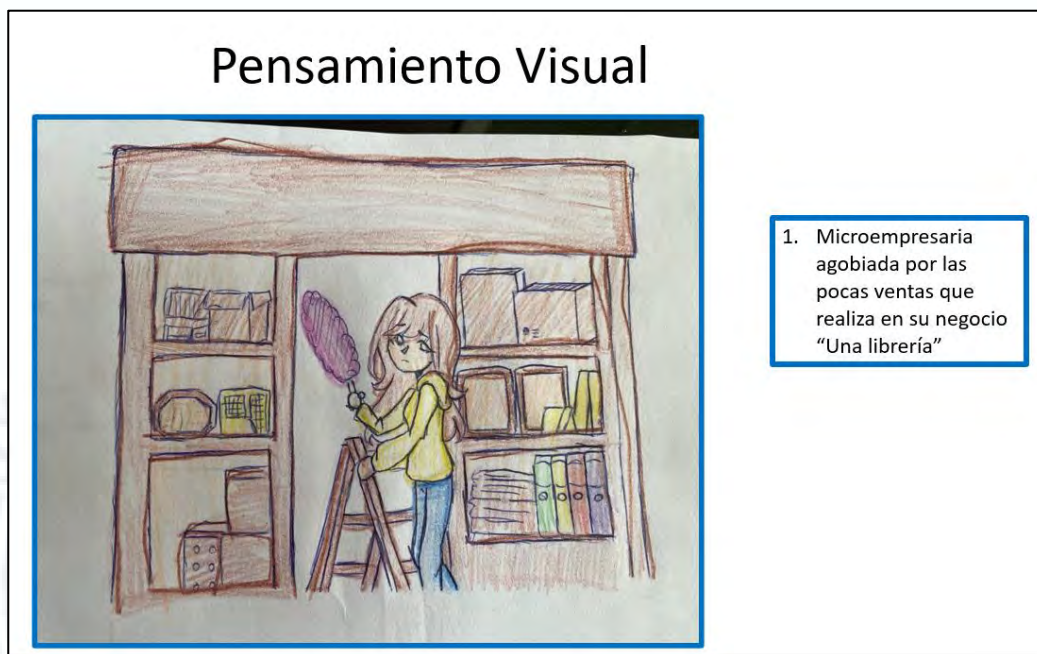 Pensamiento Visual
1. Microempresaria
agobiada por las
pocas ventas que
realiza en su negocio
“Una librería”